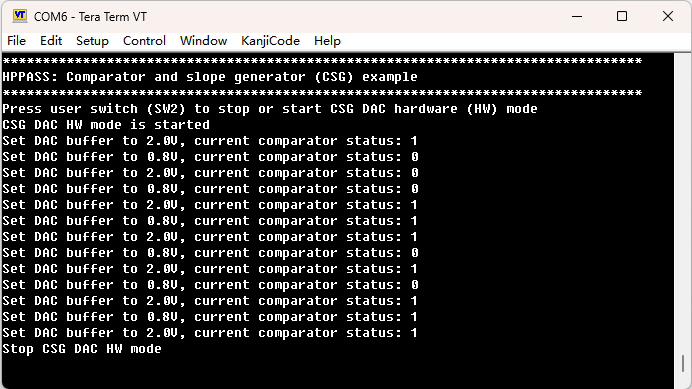 COM6 - Tera Term VT
File Edit Setup Control Window KanjiCode Help
********************************************************************************
HPPASS: Comparator and slope generator (CSG) example
********************************************************************************
Press user switch (SW2) to stop or start CSG DAC hardware (HW) mode
CSG DAC HW mode is started
Set DAC buffer to 2.0V, current comparator status: 1
Set DAC buffer to 0.8V, current comparator status: 0
Set DAC buffer to 2.0V, current comparator status: 0
Set DAC buffer to 0.8V, current comparator status: 0
Set DAC buffer to 2.0V, current comparator status: 1
Set DAC buffer to 0.8V, current comparator status: 1
Set DAC buffer to 2.0V, current comparator status: 1
Set DAC buffer to 0.8V, current comparator status: 0
Set DAC buffer to 2.0V, current comparator status: 1
Set DAC buffer to 0.8V, current comparator status: 0
Set DAC buffer to 2.0V, current comparator status: 1
Set DAC buffer to 0.8V, current comparator status: 1
Set DAC buffer to 2.0V, current comparator status: 1
Stop CSG DAC HW mode